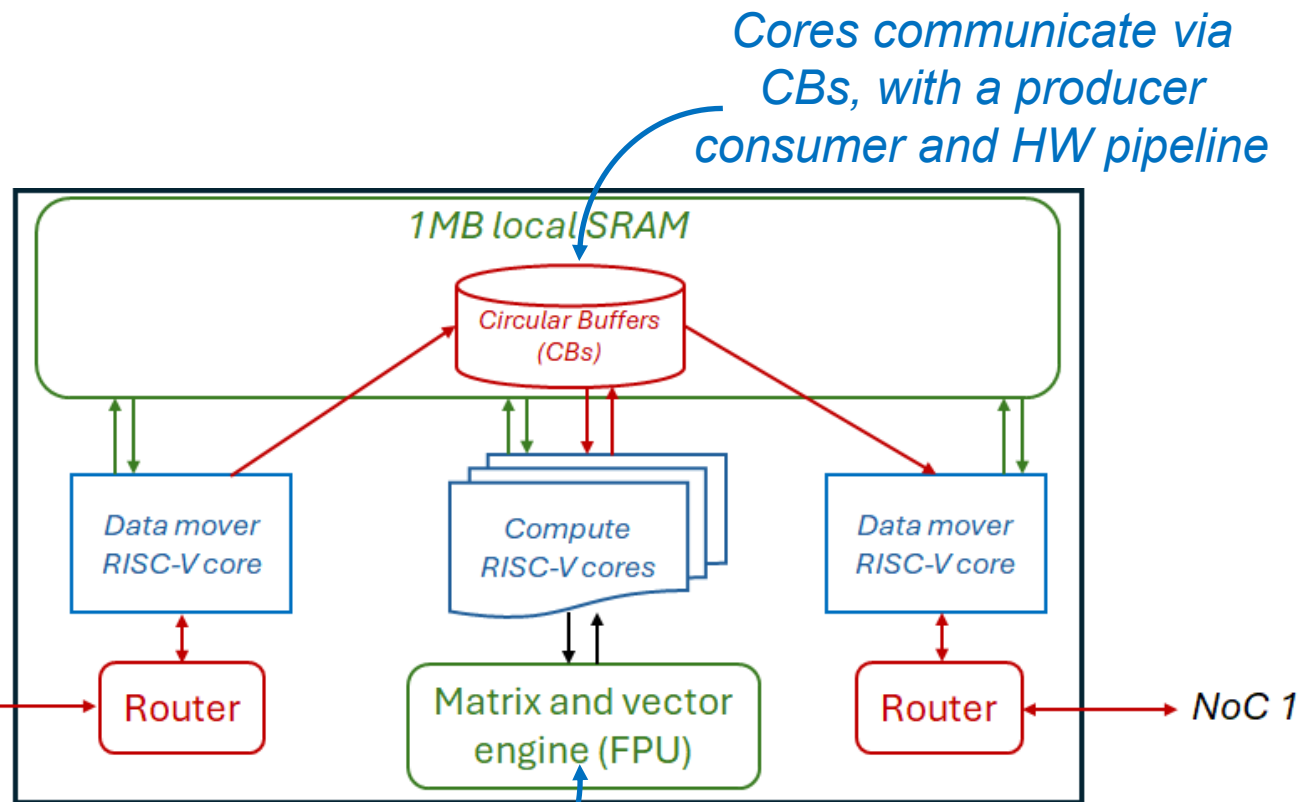 Cores communicate via
CBs, with a producer
consumer and HW pipeline
1MB local SRAM
Circular Buffers
(CBs)
Data mover
RISC-V core
Compute
RISC-V cores
Data mover
RISC-V core
Router
Matrix and vector
engine (FPU)
Router
NoC 1